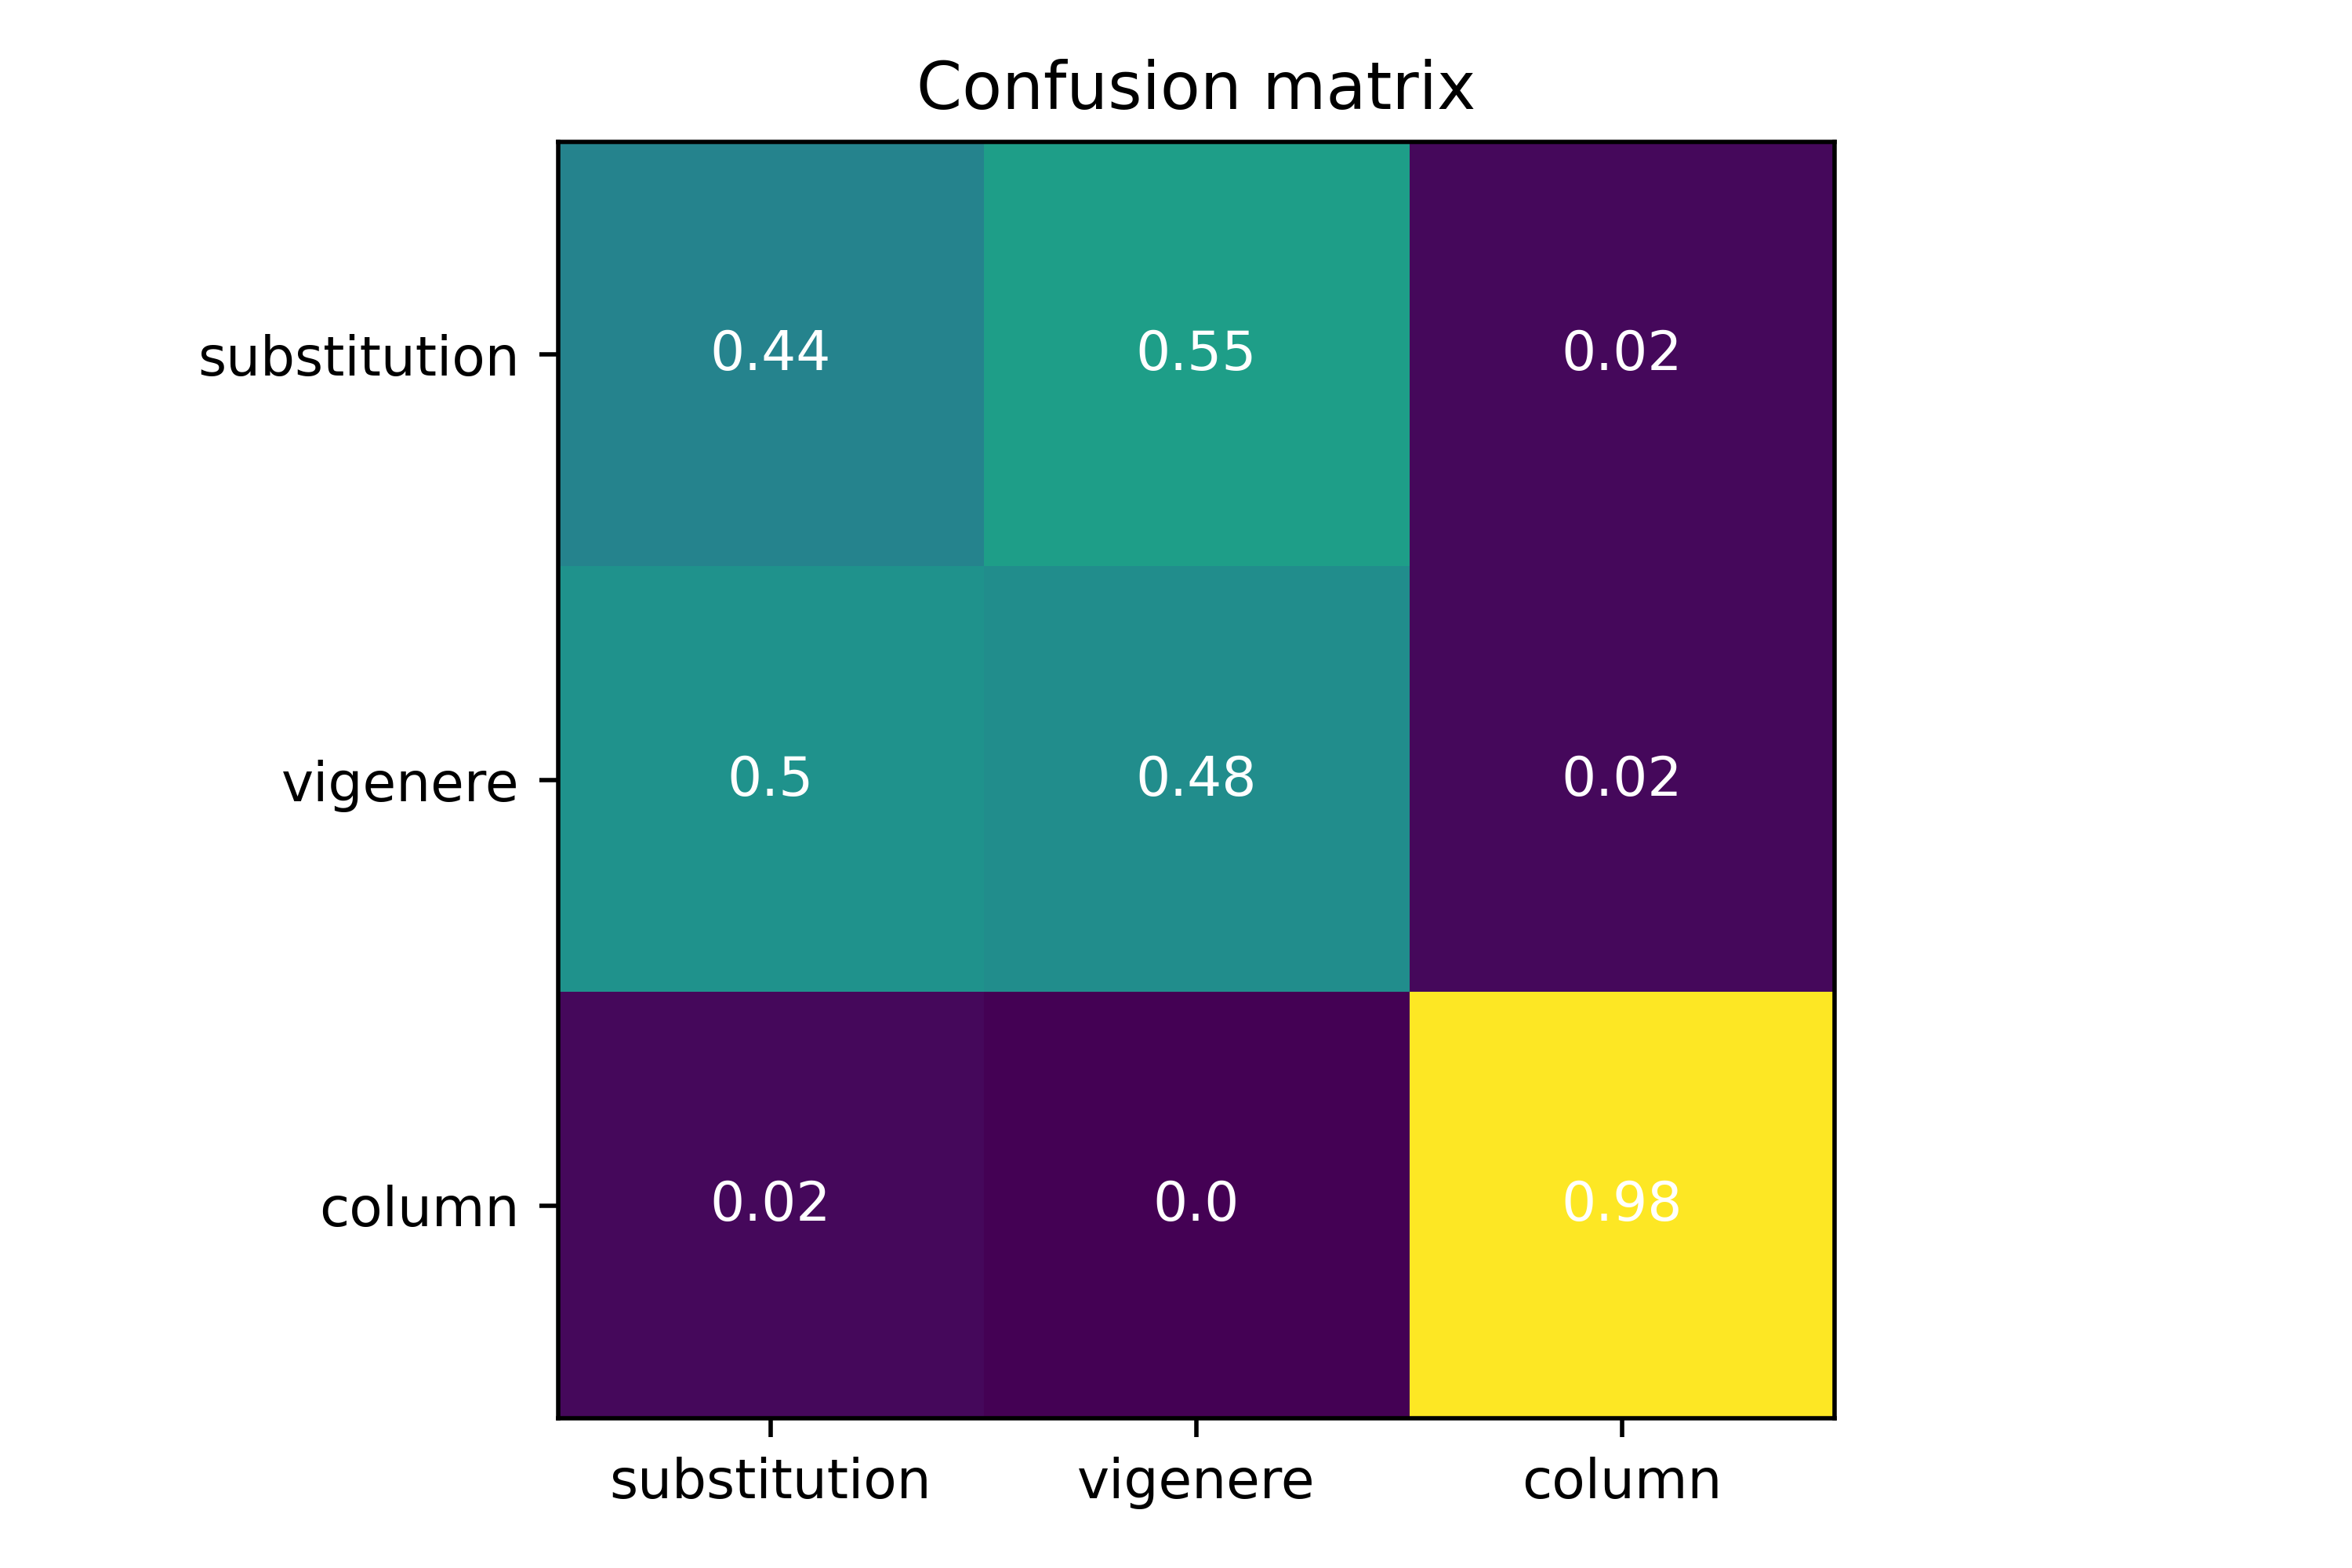 Confusion matrix
substitution 0.44 0.55 0.02
vigenere 0.5 0.48 0.02
column 0.02 0.0 0.98
substitution vigenere column